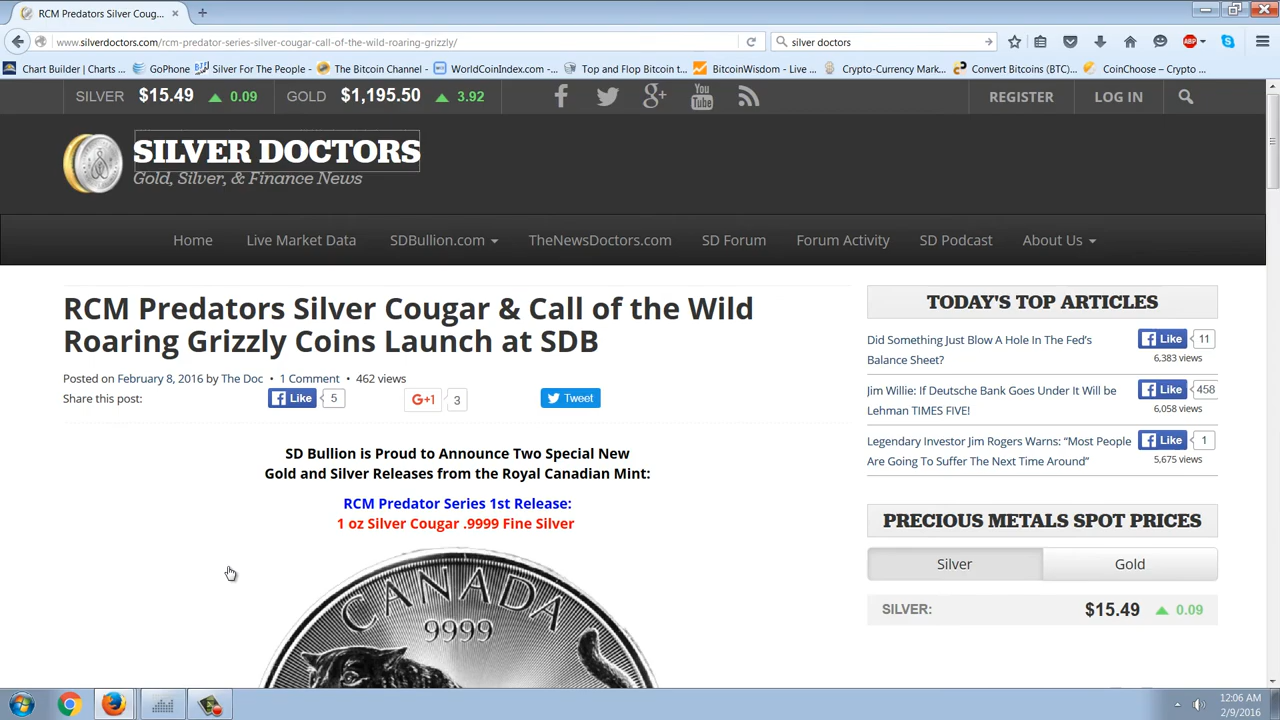 RCM Predators Silver Coug...
www.silverdoctors.com/rcm-predator-series-silver-cougar-call-of-the-wild-roaring-grizzly/
silver doctors
ABP
Chart Builder | Charts ...
GoPhone
Silver For The People - ...
The Bitcoin Channel - ...
WorldCoinIndex.com -...
Top and Flop Bitcoin t...
BitcoinWisdom - Live ...
Crypto-Currency Mark...
Convert Bitcoins (BTC)...
CoinChoose – Crypto ...
SILVER $15.49 0.09
GOLD $1,195.50 3.92
You Tube
REGISTER
LOG IN
SILVER DOCTORS
Gold, Silver, & Finance News
Home
Live Market Data
SDBullion.com
TheNewsDoctors.com
SD Forum
Forum Activity
SD Podcast
About Us
RCM Predators Silver Cougar & Call of the Wild
Roaring Grizzly Coins Launch at SDB
Posted on February 8, 2016 by The Doc • 1 Comment • 462 views
Share this post:
Like 5
G+1 3
Tweet
SD Bullion is Proud to Announce Two Special New
Gold and Silver Releases from the Royal Canadian Mint:
RCM Predator Series 1st Release:
1 oz Silver Cougar .9999 Fine Silver
CANADA
9999
TODAY'S TOP ARTICLES
Did Something Just Blow A Hole In The Fed’s
Balance Sheet?
Like 11
6,383 views
Jim Willie: If Deutsche Bank Goes Under It Will be
Lehman TIMES FIVE!
Like 458
6,058 views
Legendary Investor Jim Rogers Warns: “Most People
Are Going To Suffer The Next Time Around”
Like 1
5,675 views
PRECIOUS METALS SPOT PRICES
Silver
Gold
SILVER: $15.49 0.09
12:06 AM
2/9/2016